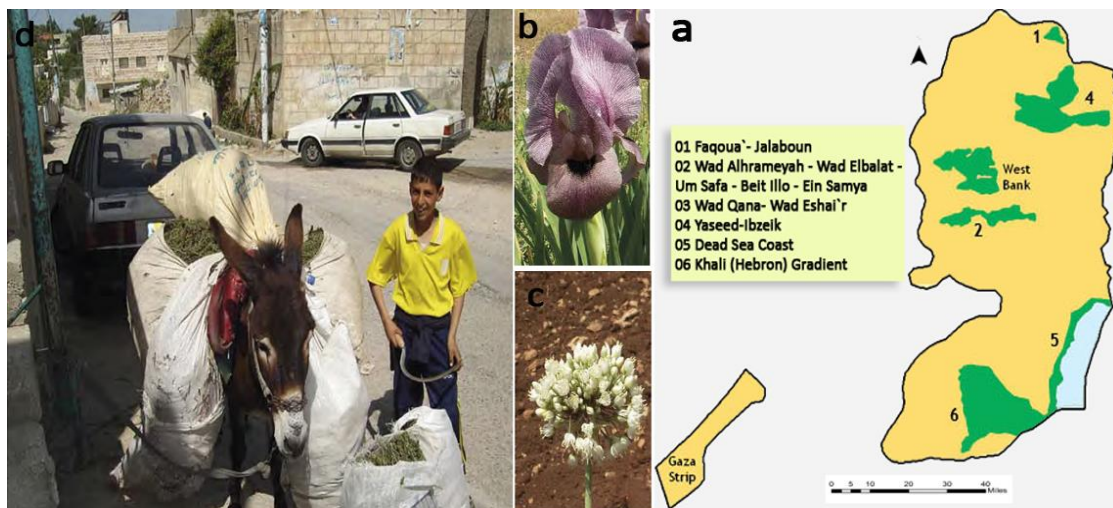 d
b
c
a
1
4
West
Bank
2
5
6
Gaza
Strip
01 Faqoua`- Jalaboun
02 Wad Alhrameyah - Wad Elbalat -
Um Safa - Beit Illo - Ein Samya
03 Wad Qana- Wad Eshai`r
04 Yaseed-Ibzeik
05 Dead Sea Coast
06 Khali (Hebron) Gradient
0 5 10 20 30 40
Miles